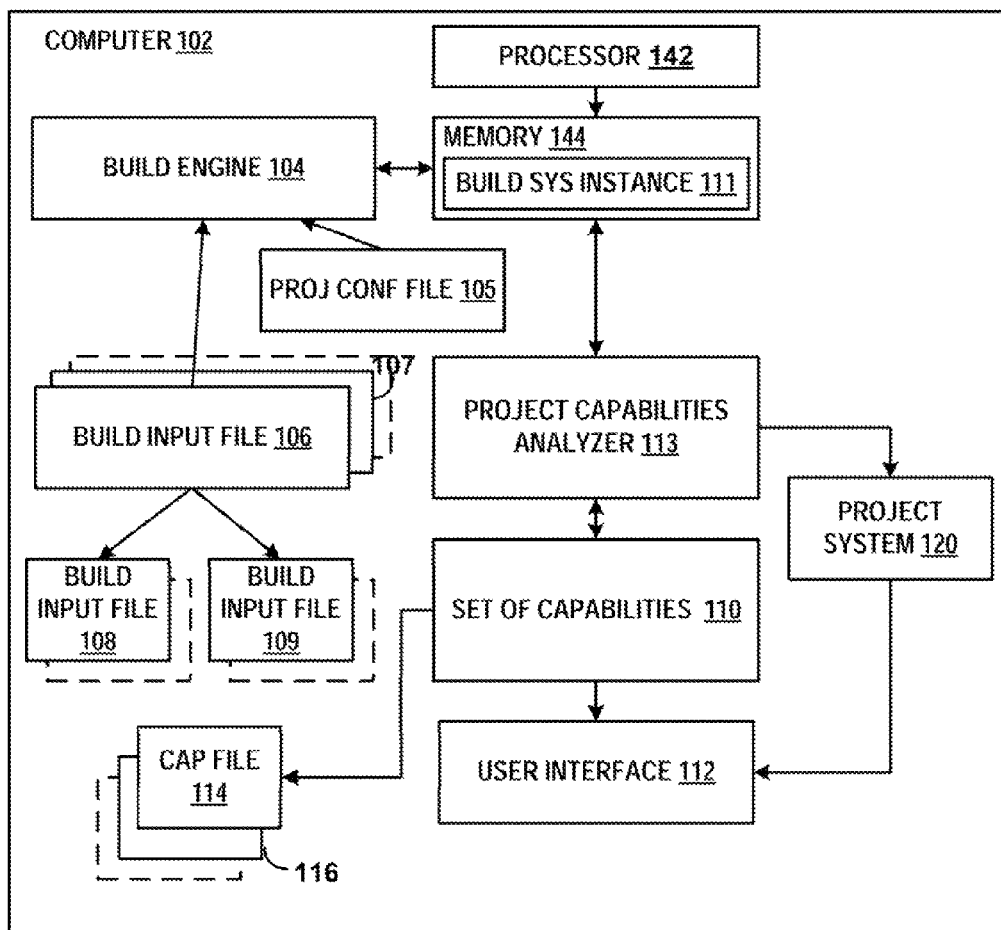 COMPUTER 102
PROCESSOR 142
MEMORY 144
BUILD SYS INSTANCE 111
BUILD ENGINE 104
PROJ CONF FILE 105
107
BUILD INPUT FILE 106
PROJECT CAPABILITIES
ANALYZER 113
PROJECT
SYSTEM 120
BUILD
INPUT FILE
108
BUILD
INPUT FILE
109
SET OF CAPABILITIES 110
CAP FILE
114
116
USER INTERFACE 112